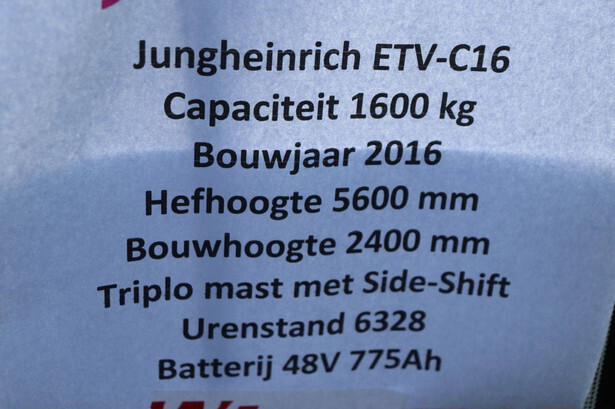 Jungheinrich ETV-C16
Capaciteit 1600 kg
Bouwjaar 2016
Hefhoogte 5600 mm
Bouwhoogte 2400 mm
Triplo mast met Side-Shift
Urenstand 6328
Batterij 48V 775Ah